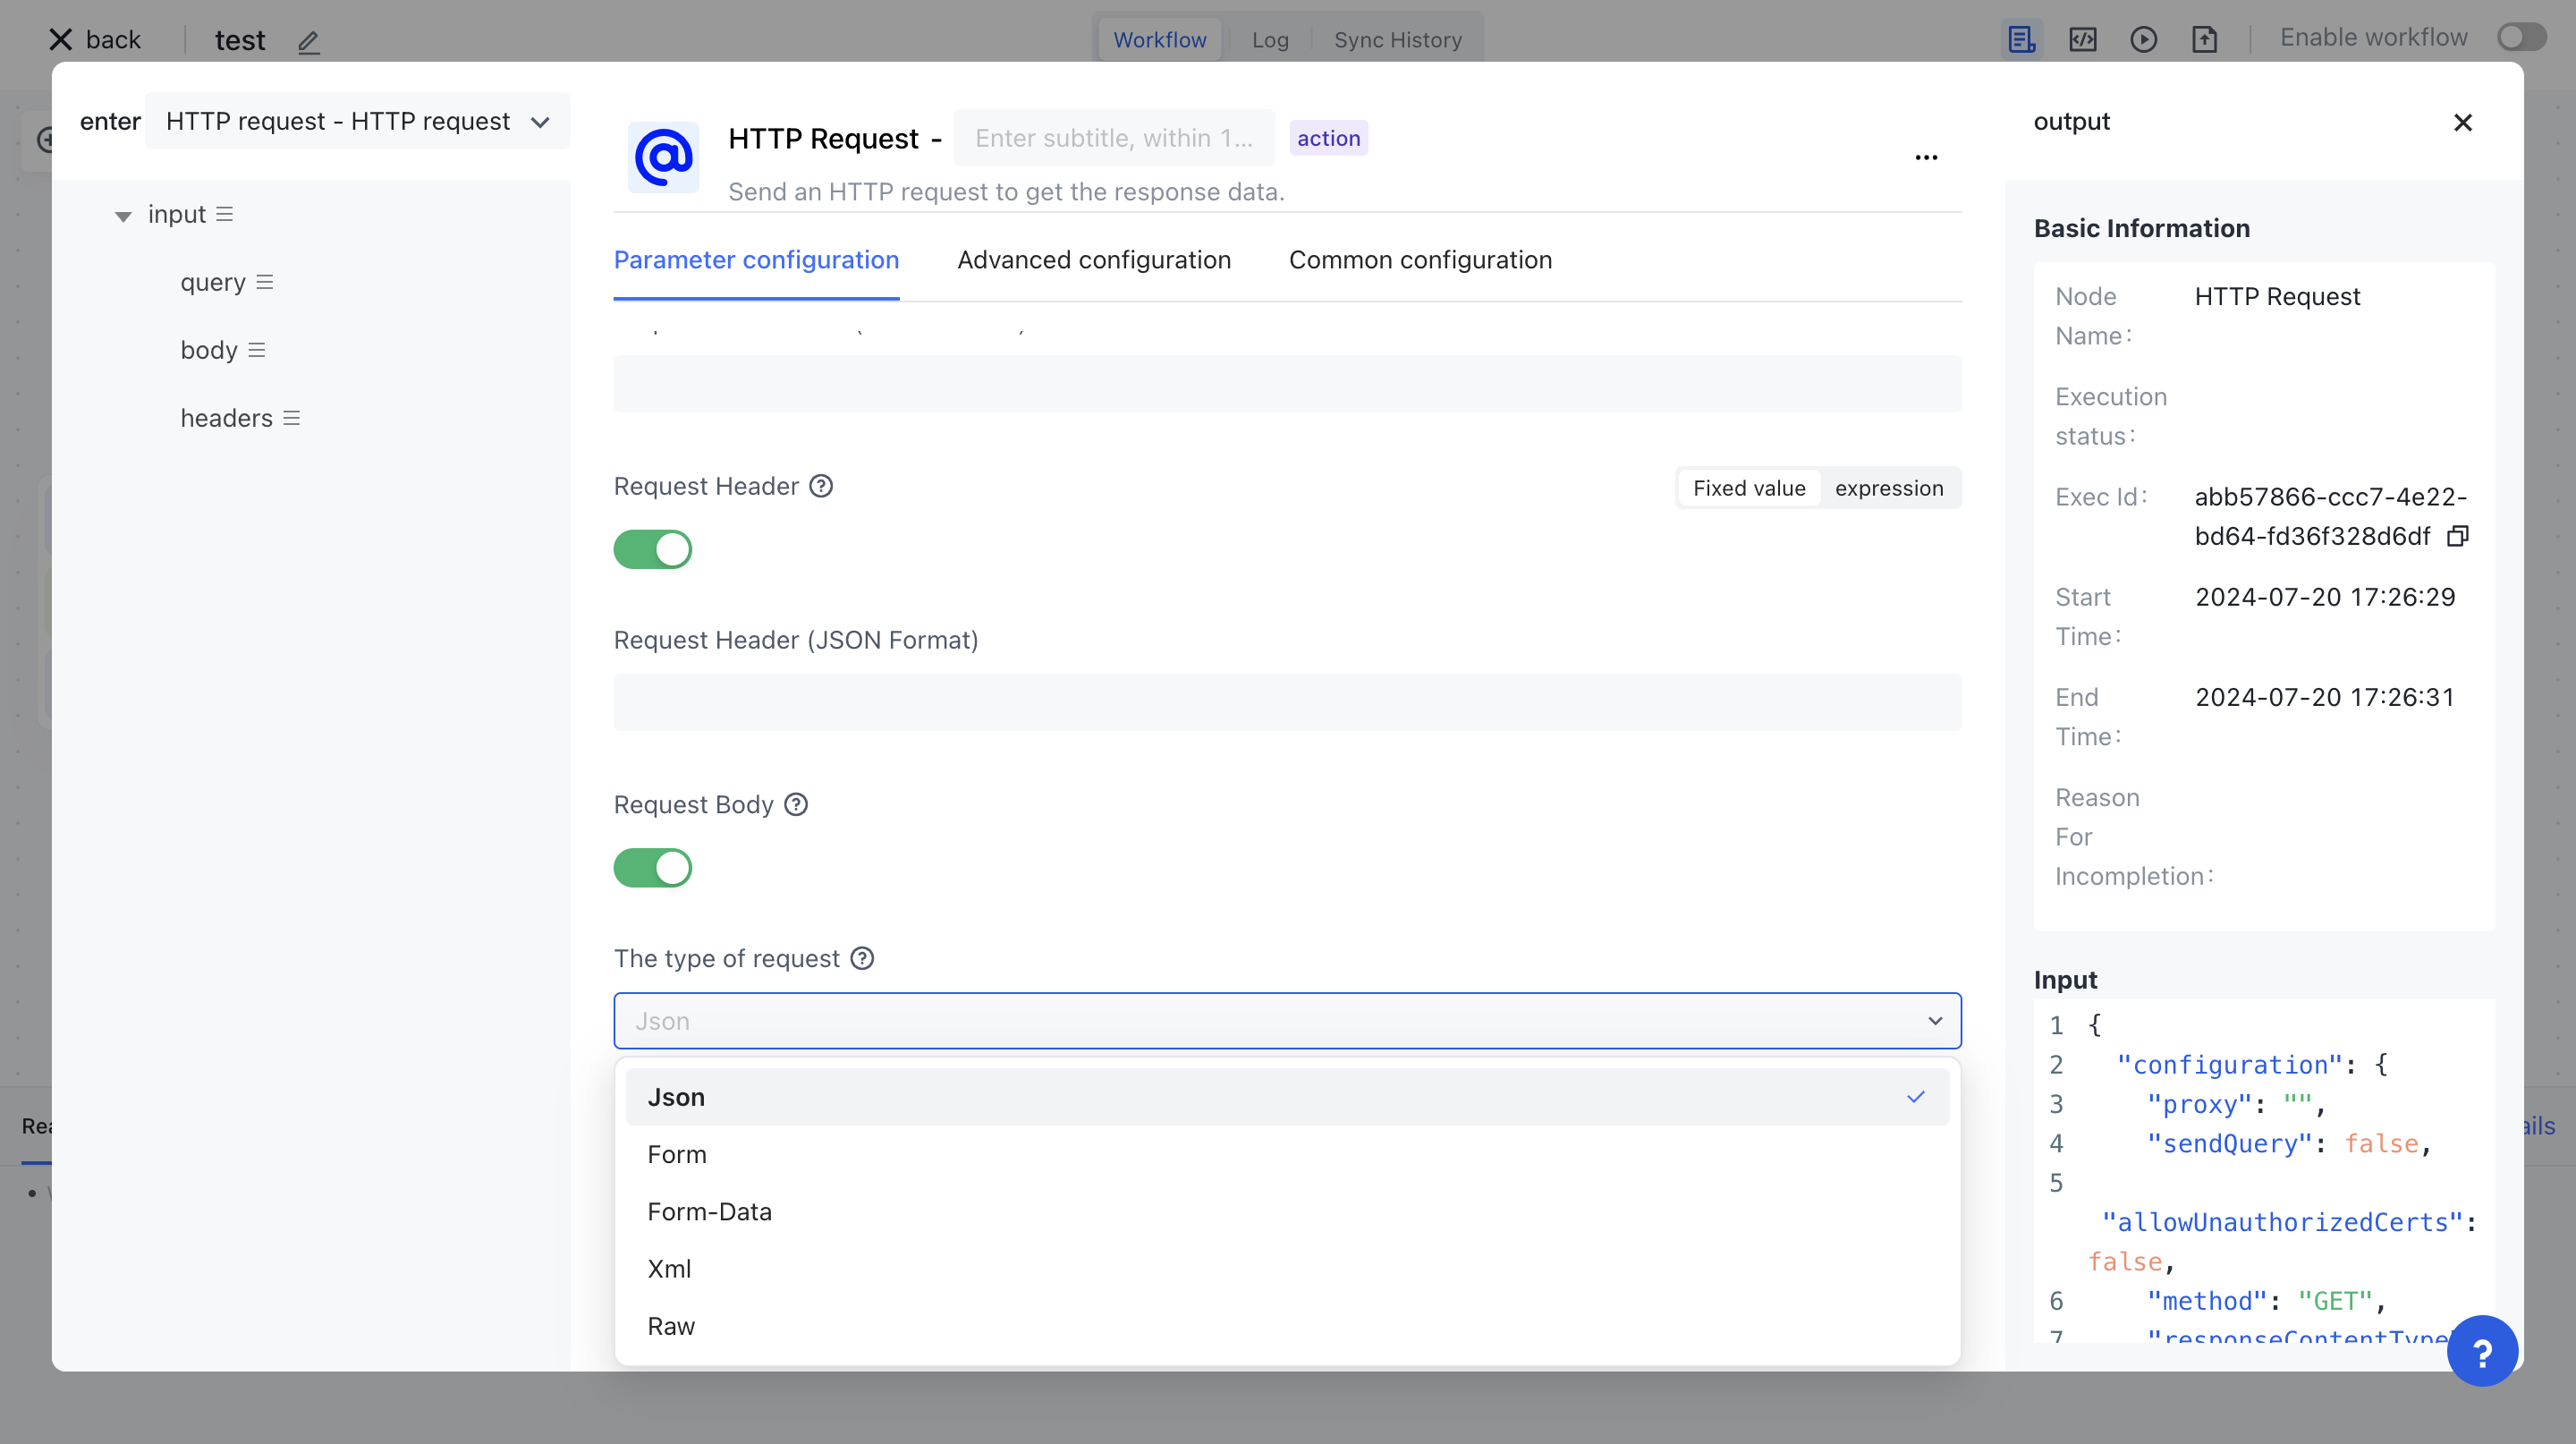 back
test
Workflow
Log
Sync History
Enable workflow
enter
HTTP request - HTTP request
input
query
body
headers
HTTP Request -
Enter subtitle, within 1...
action
Send an HTTP request to get the response data.
Parameter configuration
Advanced configuration
Common configuration
Request Header
Fixed value
expression
Request Header (JSON Format)
Request Body
The type of request
Json
Json
Form
Form-Data
Xml
Raw
output
Basic Information
Node
Name:
HTTP Request
Execution
status:
Exec Id:
abb57866-ccc7-4e22-
bd64-fd36f328d6df
Start
Time:
2024-07-20 17:26:29
End
Time:
2024-07-20 17:26:31
Reason
For
Incompletion:
Input
1 {
2 "configuration": {
3 "proxy": "",
4 "sendQuery": false,
5
"allowUnauthorizedCerts":
false,
6 "method": "GET",
7 "responseContentType
Rea
ails
?